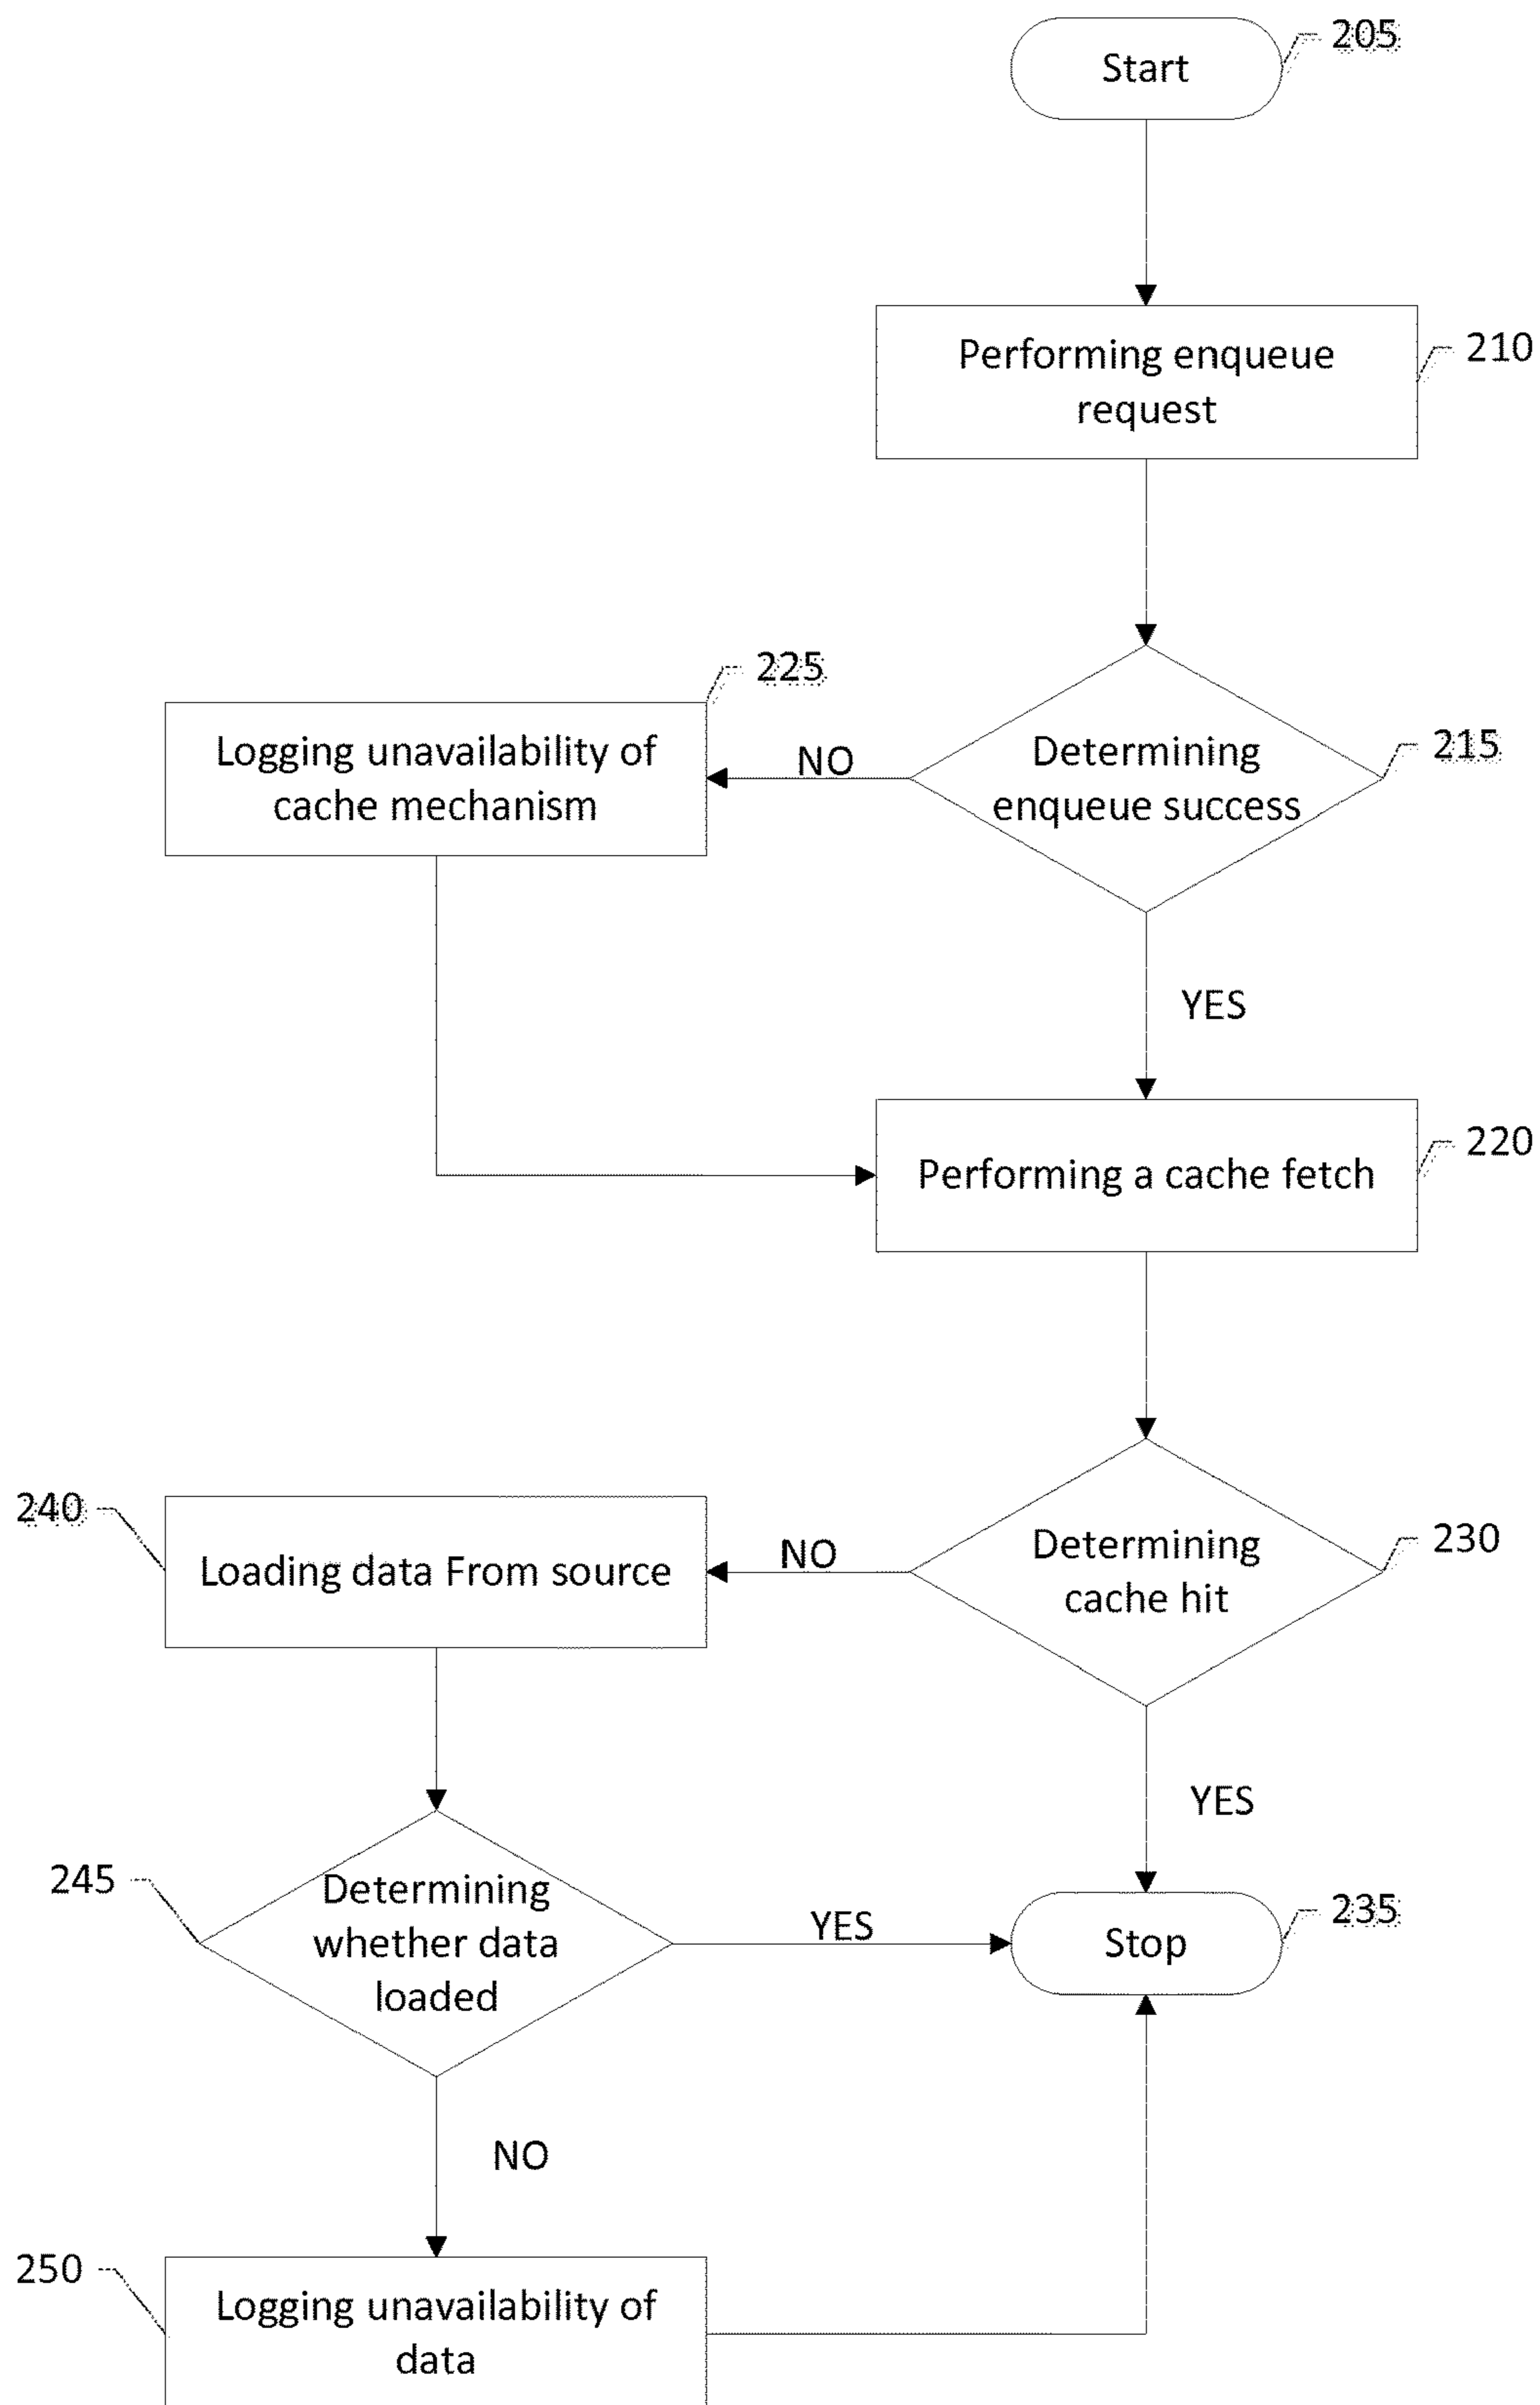 Start
205
Performing enqueue
request
210
Logging unavailability of
cache mechanism
225
NO
Determining
enqueue success
215
YES
Performing a cache fetch
220
240
Loading data From source
NO
Determining
cache hit
230
YES
245
Determining
whether data
loaded
YES
Stop
235
NO
250
Logging unavailability of
data